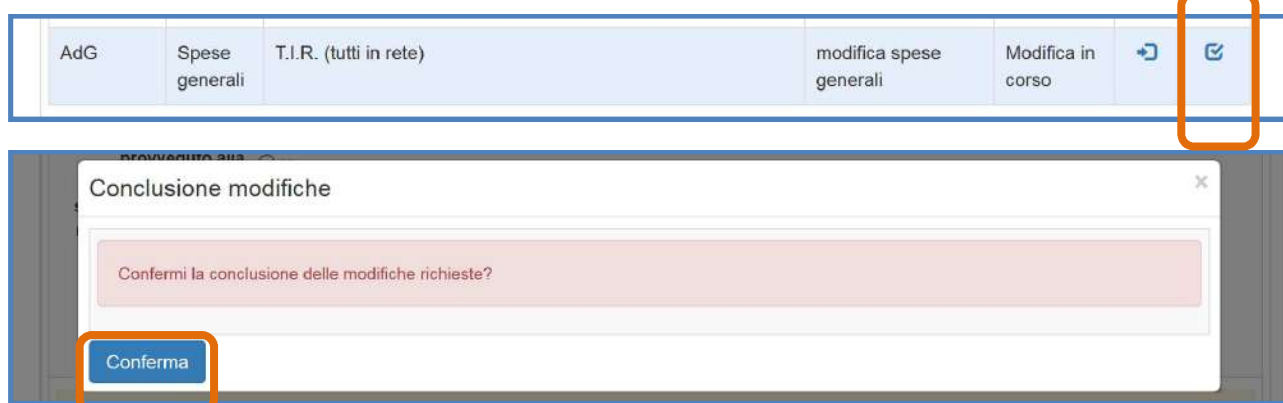 AdG Spese T.I.R. (tutti in rete) modifica spese Modifica in
generali generali corso
provveduto alla
Conclusione modifiche ×
Confermi la conclusione delle modifiche richieste?
Conferma